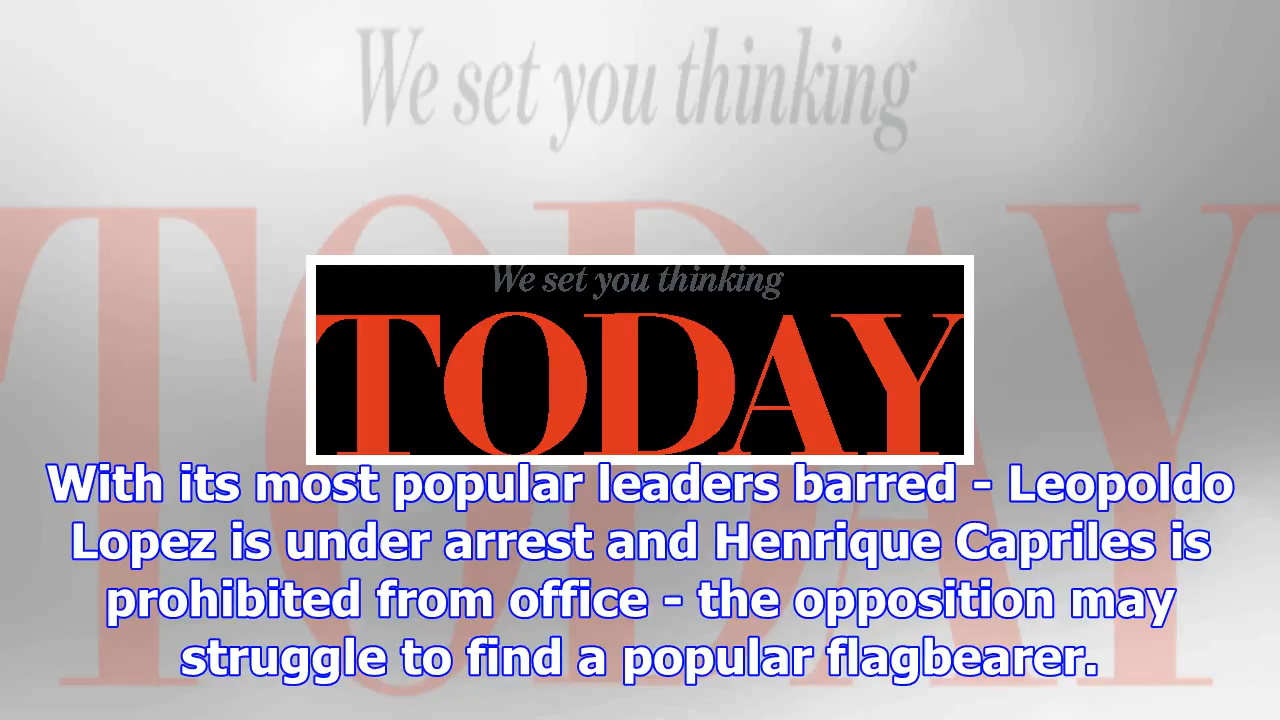 We set you thinking
TODAY
We set you thinking
TODAY
With its most popular leaders barred - Leopoldo
Lopez is under arrest and Henrique Capriles is
prohibited from office - the opposition may
struggle to find a popular flagbearer.